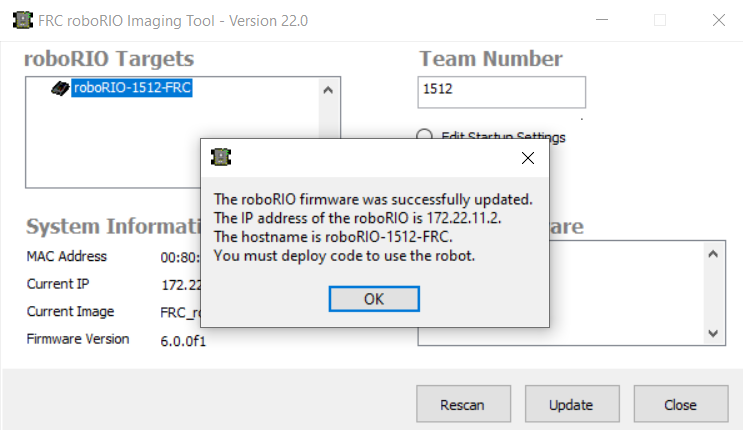 FRC roboRIO Imaging Tool - Version 22.0
roboRIO Targets
Team Number
roboRIO-1512-FRC
1512
Edit Startup Settings
The roboRIO firmware was successfully updated.
The IP address of the roboRIO is 172.22.11.2.
The hostname is roboRIO-1512-FRC.
You must deploy code to use the robot.
OK
System Informat
are
MAC Address 00:80:
Current IP 172.22
Current Image FRC_r
Firmware Version 6.0.0f1
Rescan
Update
Close